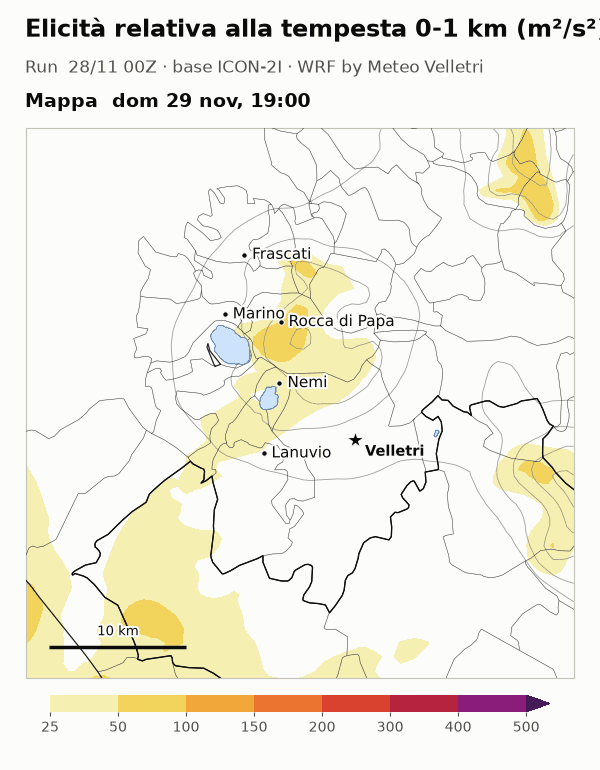 Elicità relativa alla tempesta 0-1 km (m²/s²)
Run 28/11 00Z · base ICON-2I · WRF by Meteo Velletri
Mappa dom 29 nov, 19:00
Frascati
Marino
Rocca di Papa
Nemi
Velletri
Lanuvio
10 km
25 50 100 150 200 300 400 500